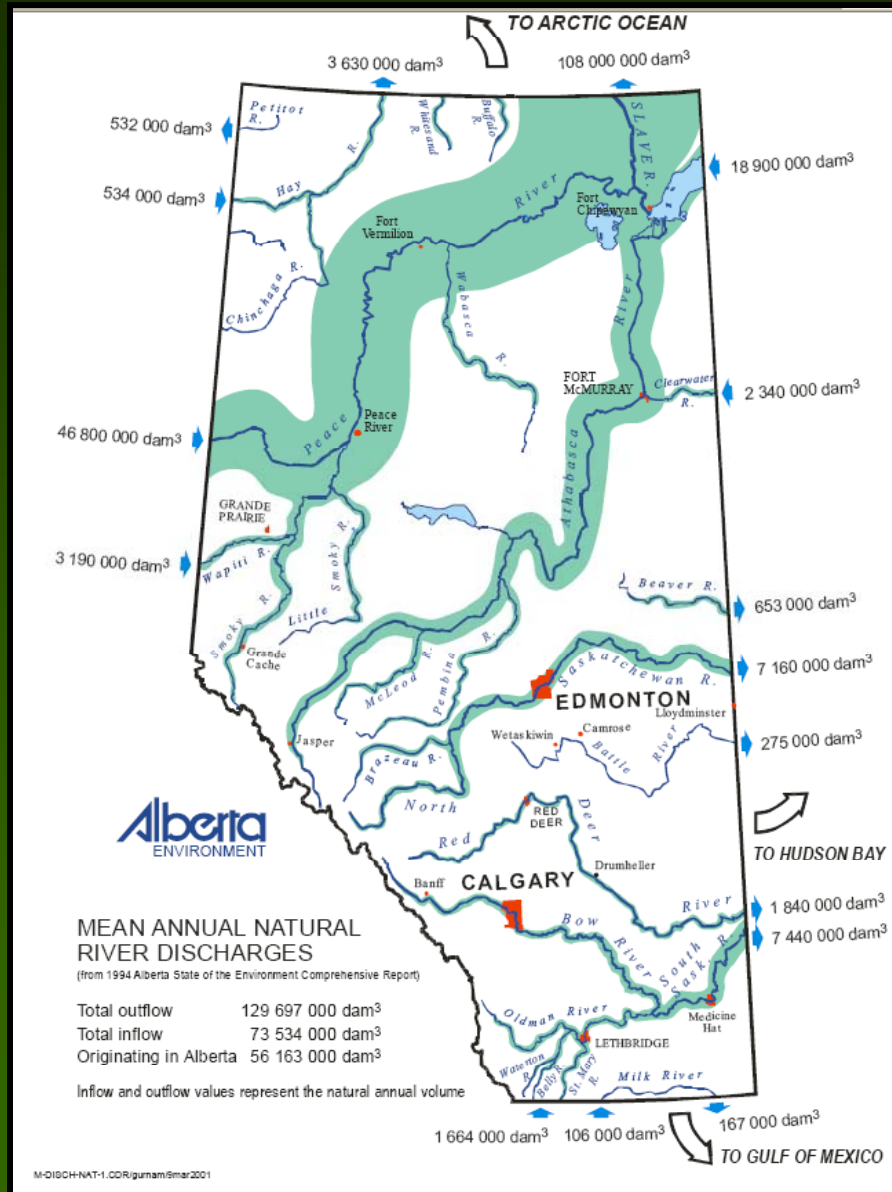 TO ARCTIC OCEAN
3 630 000 dam³
108 000 000 dam³
532 000 dam³
Petitot
R.
Whites and
R.
Buffalo
R.
SLAVE R.
18 900 000 dam³
534 000 dam³
Hay
R.
River
Fort
Chipewyan
Fort
Vermilion
Chinchaga R.
Wabasca
R.
River
FORT
McMURRAY
Clearwater
R.
2 340 000 dam³
46 800 000 dam³
Peace
Peace
River
Athabasca
GRANDE
PRAIRIE
3 190 000 dam³
Wapiti R.
Smoky R.
Little
Smoky R.
Beaver R.
653 000 dam³
Grande
Cache
McLeod R.
Pembina R.
Saskatchewan R.
7 160 000 dam³
EDMONTON
Lloydminster
Jasper
Brazeau R.
Wetaskiwin
Camrose
Battle River
275 000 dam³
North
Alberta
ENVIRONMENT
Red
RED
DEER
Deer
TO HUDSON BAY
Drumheller
Banff
CALGARY
River
1 840 000 dam³
Bow
River
South
Sask. R.
7 440 000 dam³
MEAN ANNUAL NATURAL
RIVER DISCHARGES
(from 1994 Alberta State of the Environment Comprehensive Report)
Total outflow 129 697 000 dam³
Total inflow 73 534 000 dam³
Originating in Alberta 56 163 000 dam³
Inflow and outflow values represent the natural annual volume
Oldman River
Medicine
Hat
LETHBRIDGE
Waterton
R.
Belly R.
St. Mary
R.
Milk River
1 664 000 dam³
106 000 dam³
167 000 dam³
TO GULF OF MEXICO
M-DISCH-NAT-1.CDR/gurnam/9mar2001